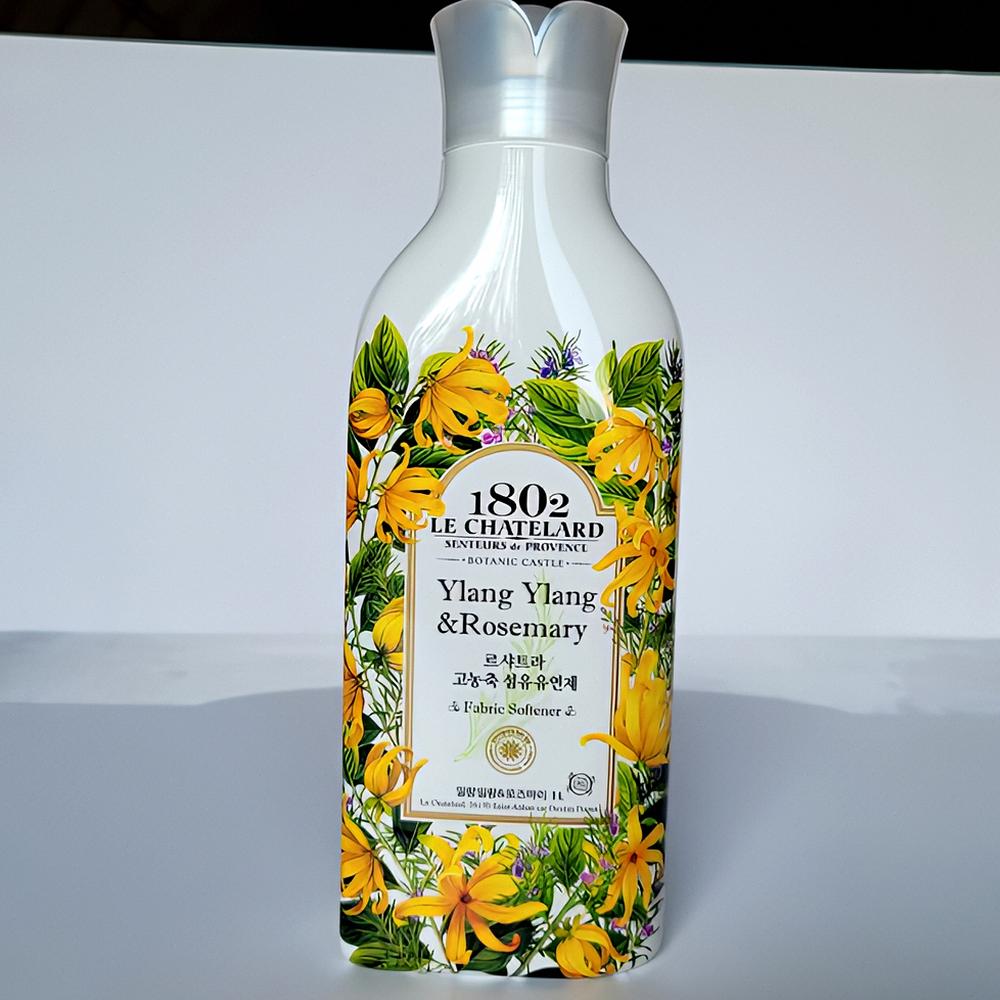 1802
LE CHATELARD
SENTEURS de PROVENCE
BOTANIC CASTLE
Ylang Ylang
&Rosemary
르샤트라
고농축 섬유유연제
Fabric Softener
1L